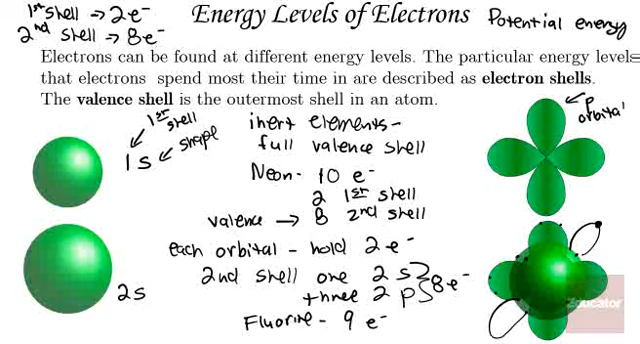 1st shell → 2e-
2nd shell → 8e-
Energy Levels of Electrons
Potential energy
Electrons can be found at different energy levels. The particular energy levels
that electrons spend most their time in are described as electron shells.
The valence shell is the outermost shell in an atom.
1st
shell
1s ← shape
inert elements-
full valence shell
Neon- 10 e-
2 1st shell
valence → 8 2nd shell
each orbital - hold 2e-
2nd shell one 2s
three 2p
8e-
Fluorine - 9 e-
2s
p
orbital
Educator